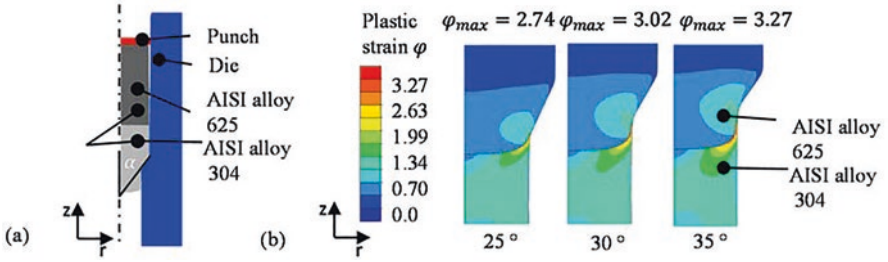 Punch
Die
AISI alloy
625
AISI alloy
304
α
z
r
(a)
Plastic
strain φ
3.27
2.63
1.99
1.34
0.70
0.0
z
r
(b)
φmax = 2.74 φmax = 3.02 φmax = 3.27
AISI alloy
625
AISI alloy
304
25 °
30 °
35 °